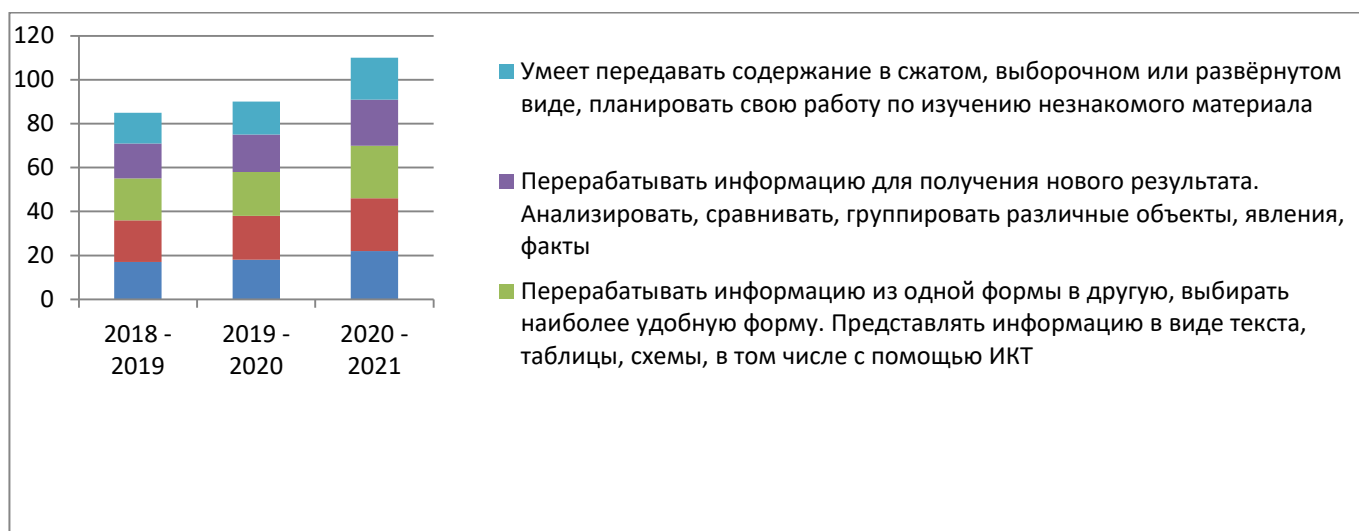 120
100
80
60
40
20
0
2018 -
2019
2019 -
2020
2020 -
2021
Умеет передавать содержание в сжатом, выборочном или развёрнутом
виде, планировать свою работу по изучению незнакомого материала
Перерабатывать информацию для получения нового результата.
Анализировать, сравнивать, группировать различные объекты, явления,
факты
Перерабатывать информацию из одной формы в другую, выбирать
наиболее удобную форму. Представлять информацию в виде текста,
таблицы, схемы, в том числе с помощью ИКТ